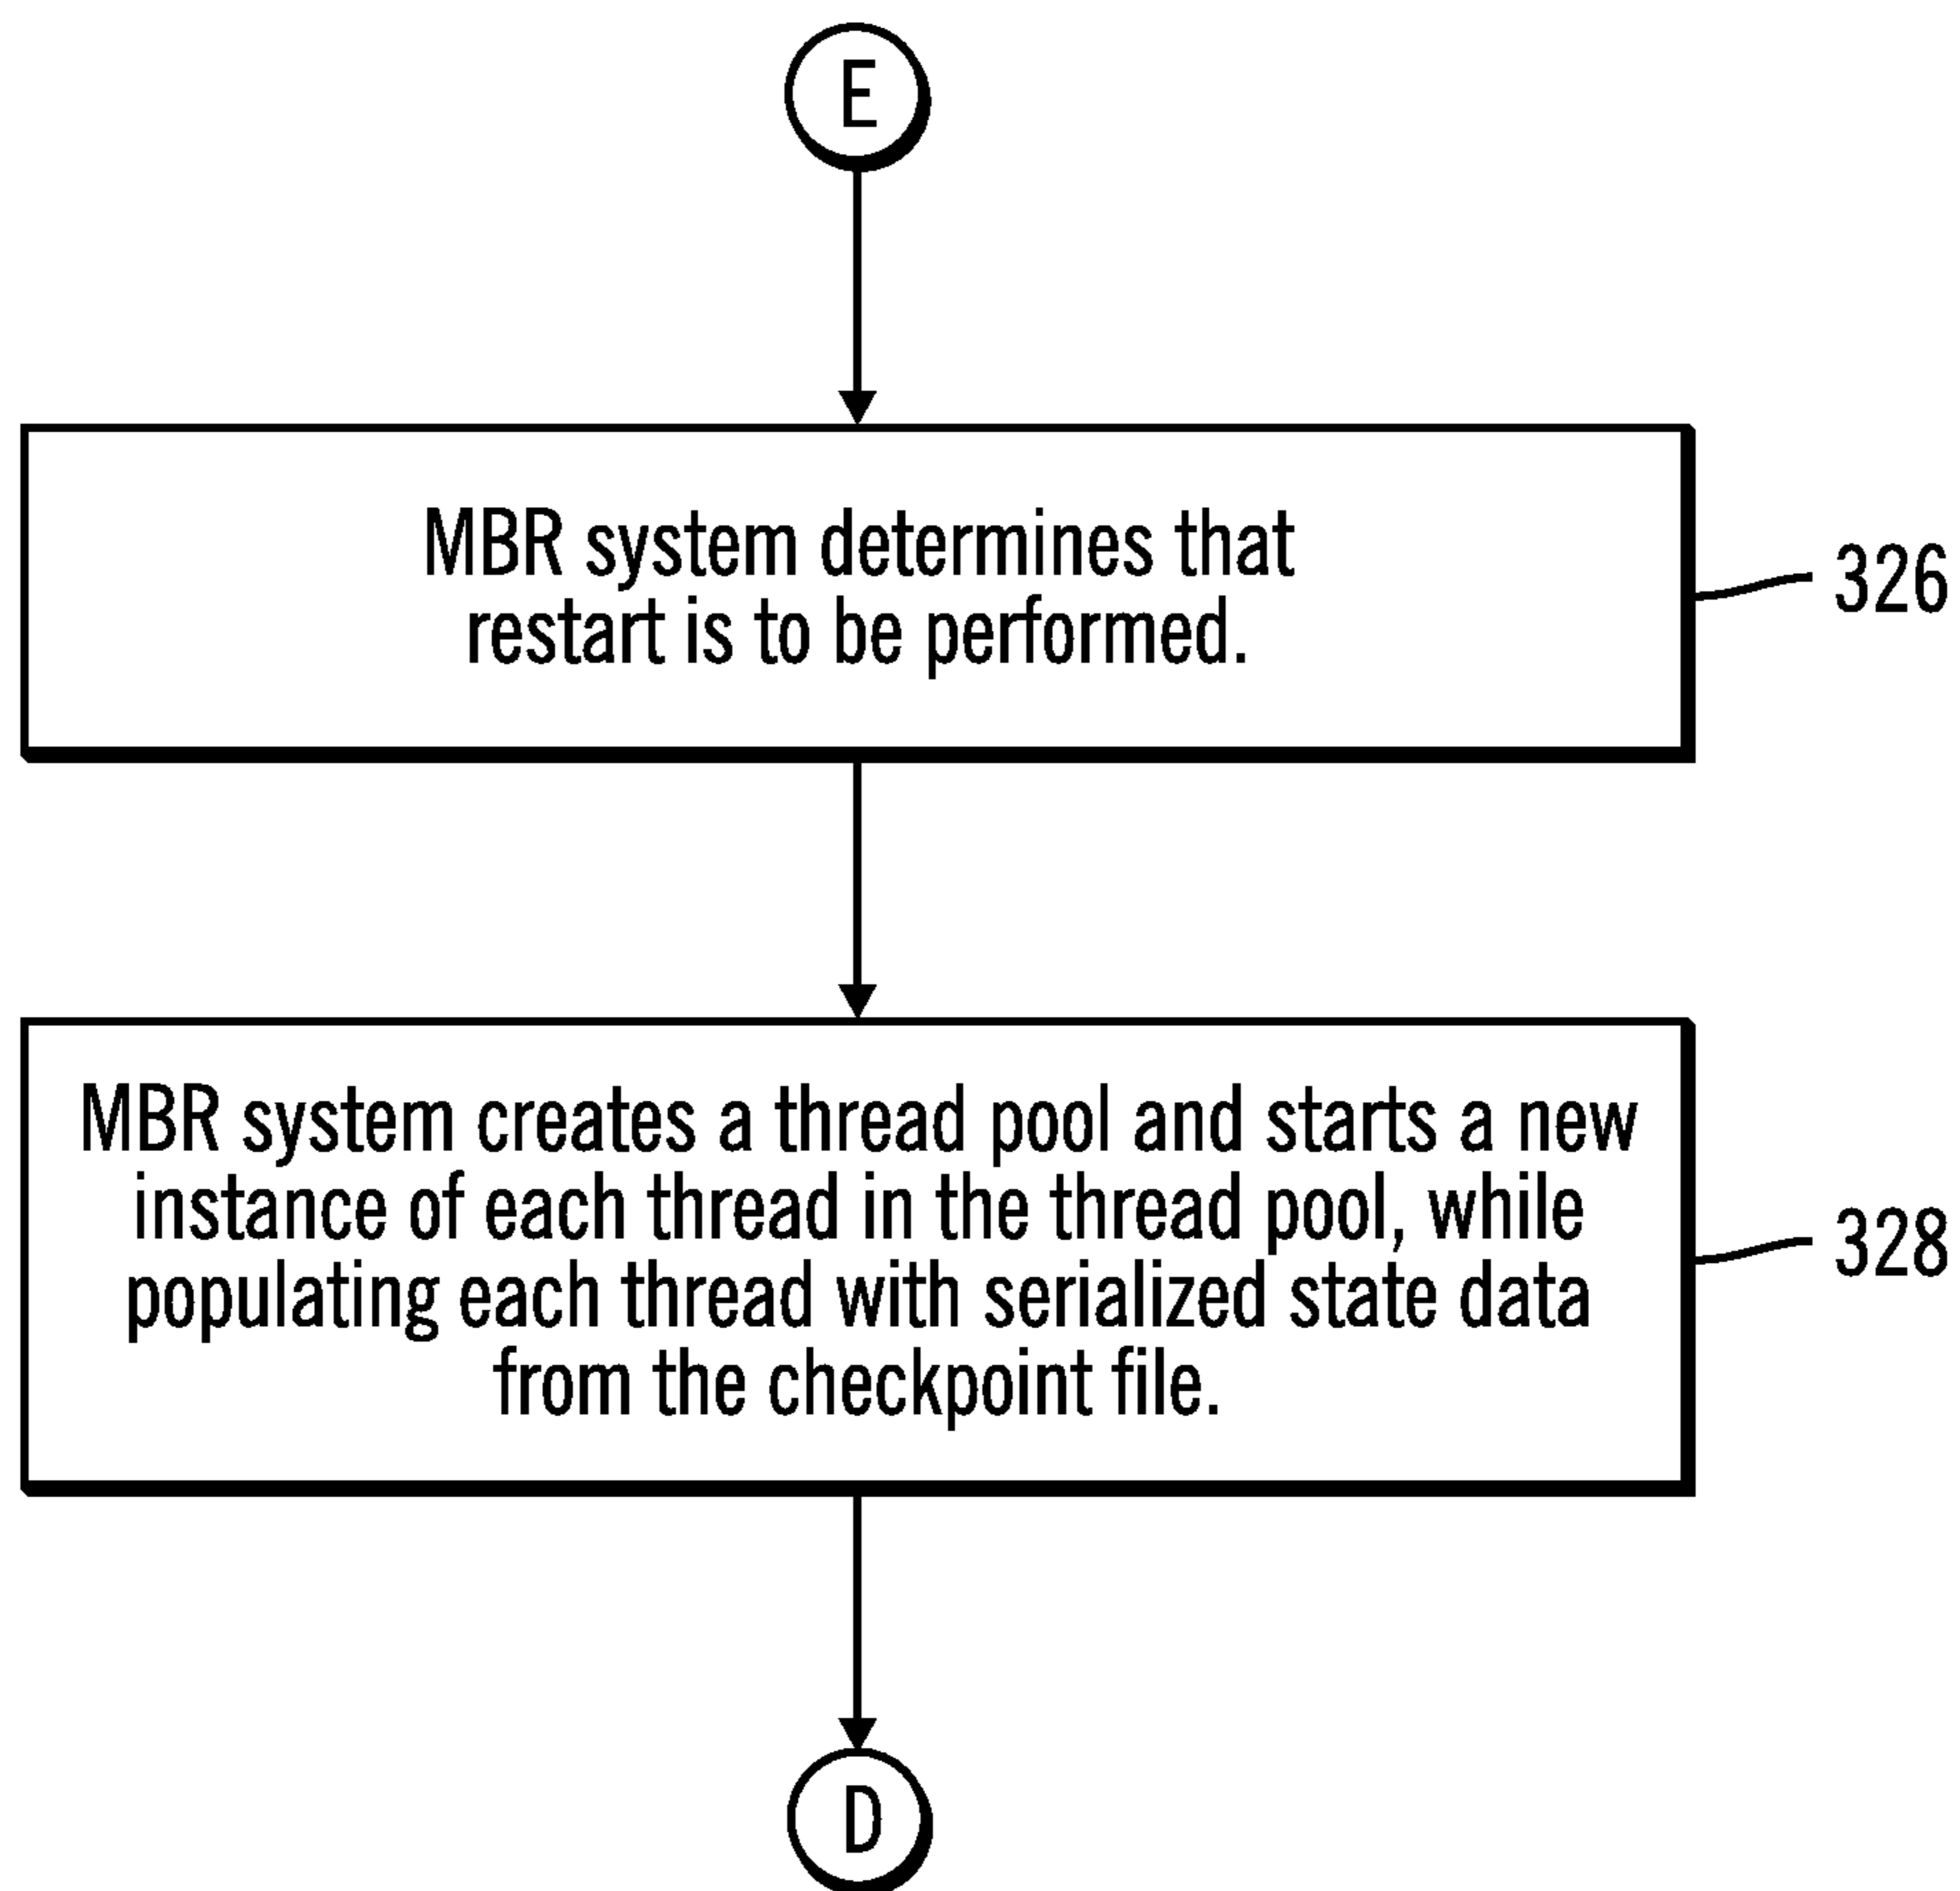 E
MBR system determines that
restart is to be performed.
326
MBR system creates a thread pool and starts a new
instance of each thread in the thread pool, while
populating each thread with serialized state data
from the checkpoint file.
328
D